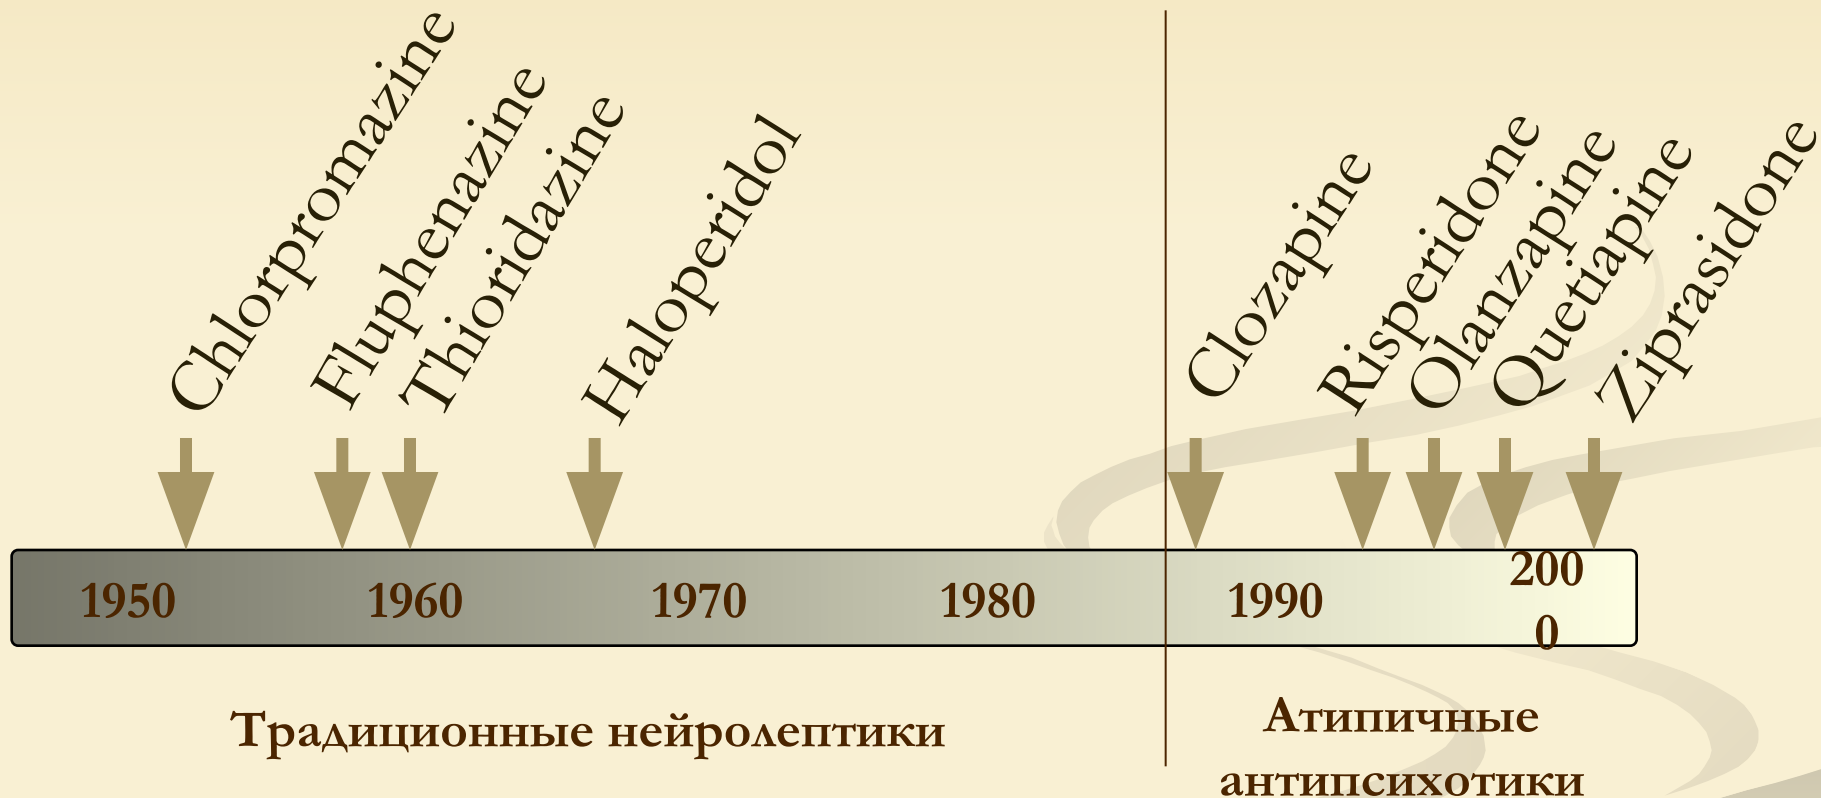 Chlorpromazine
Fluphenazine
Thioridazine
Haloperidol
Clozapine
Risperidone
Olanzapine
Quetiapine
Ziprasidone
1950
1960
1970
1980
1990
200
0
Традиционные нейролептики
Атипичные
антипсихотики